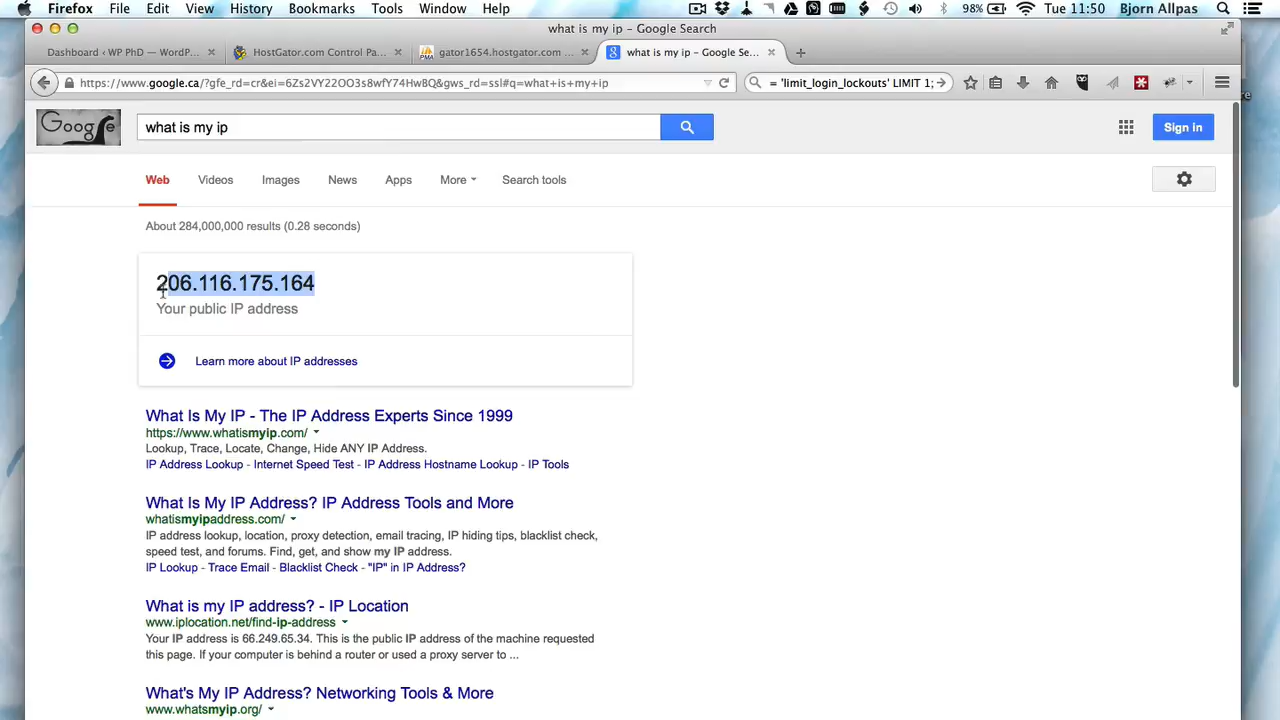 Firefox File Edit View History Bookmarks Tools Window Help 98% Tue 11:50 Bjorn Allpas
what is my ip - Google Search
Dashboard ‹ WP PhD — WordP... HostGator.com Control Pa... gator1654.hostgator.com ... what is my ip - Google Se...
https://www.google.ca/?gfe_rd=cr&ei=6Zs2VY22OO3s8wfY74HwBQ&gws_rd=ssl#q=what+is+my+ip = 'limit_login_lockouts' LIMIT 1;
Google what is my ip Sign in
Web Videos Images News Apps More Search tools
About 284,000,000 results (0.28 seconds)
206.116.175.164
Your public IP address
Learn more about IP addresses
What Is My IP - The IP Address Experts Since 1999
https://www.whatismyip.com/
Lookup, Trace, Locate, Change, Hide ANY IP Address.
IP Address Lookup - Internet Speed Test - IP Address Hostname Lookup - IP Tools
What Is My IP Address? IP Address Tools and More
whatismyipaddress.com/
IP address lookup, location, proxy detection, email tracing, IP hiding tips, blacklist check,
speed test, and forums. Find, get, and show my IP address.
IP Lookup - Trace Email - Blacklist Check - "IP" in IP Address?
What is my IP address? - IP Location
www.iplocation.net/find-ip-address
Your IP address is 66.249.65.34. This is the public IP address of the machine requested
this page. If your computer is behind a router or used a proxy server to ...
What's My IP Address? Networking Tools & More
www.whatsmyip.org/